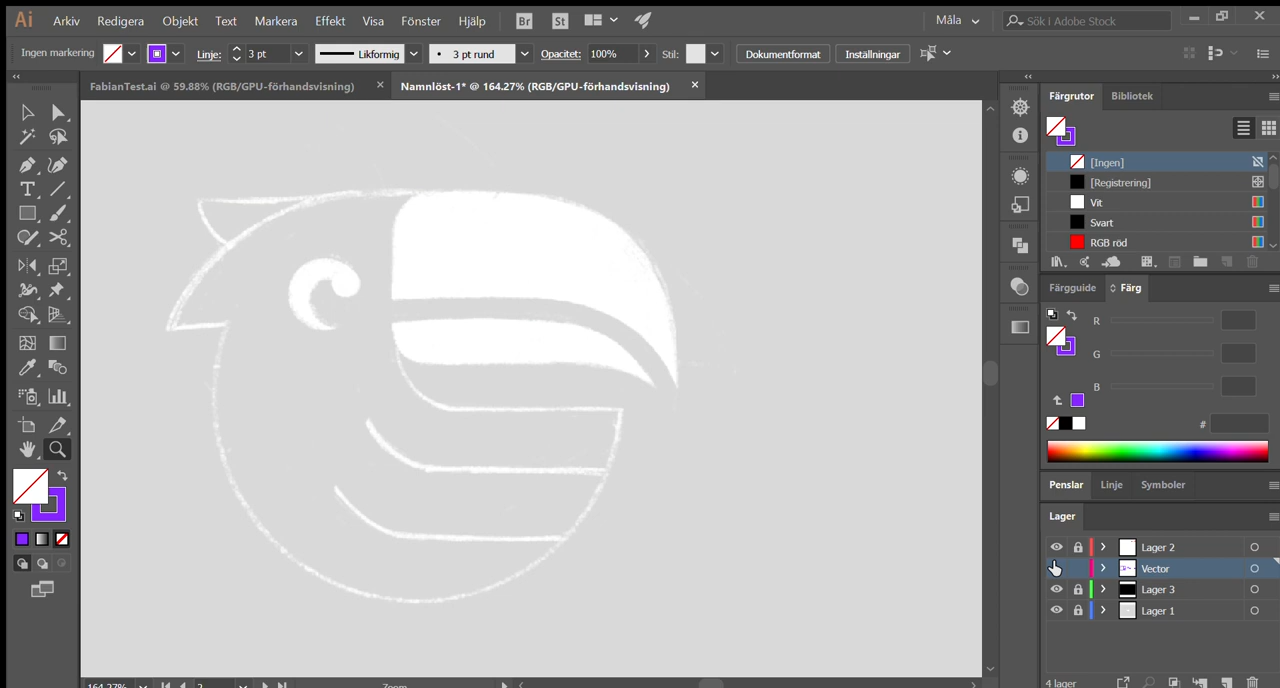 Ai Arkiv Redigera Objekt Text Markera Effekt Visa Fönster Hjälp Br St Måla Sök i Adobe Stock
Ingen markering Linje: 3 pt Likformig 3 pt rund Opacitet: 100% Stil: Dokumentformat Inställningar
FabianTest.ai @ 59.88% (RGB/GPU-förhandsvisning)
Namnlöst-1* @ 164.27% (RGB/GPU-förhandsvisning)
Färgrutor Bibliotek
[Ingen]
[Registrering]
Vit
Svart
RGB röd
Färgguide Färg
R
G
B
#
Penslar Linje Symboler
Lager
Lager 2
Vector
Lager 3
Lager 1
4 lager
164.27% 2 Zoom